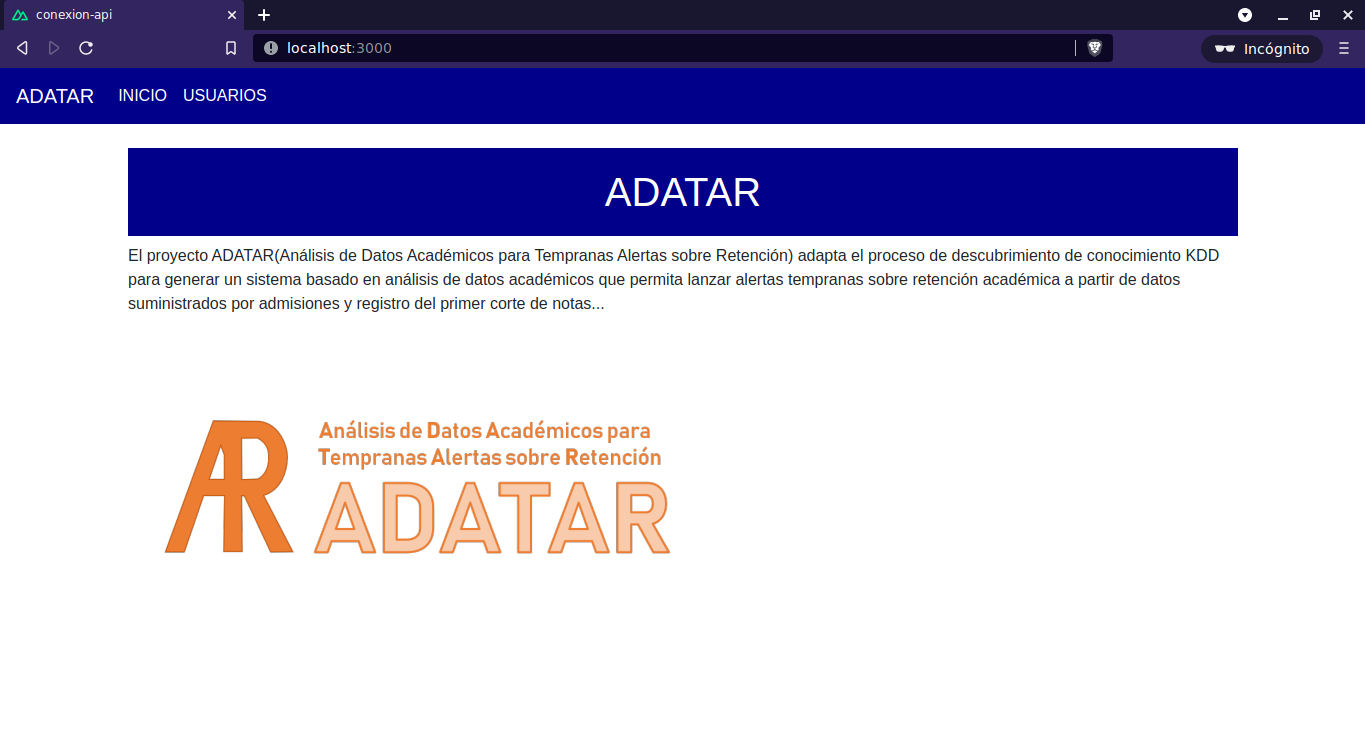 conexion-api
localhost:3000
Incógnito
ADATAR INICIO USUARIOS
ADATAR
El proyecto ADATAR(Análisis de Datos Académicos para Tempranas Alertas sobre Retención) adapta el proceso de descubrimiento de conocimiento KDD
para generar un sistema basado en análisis de datos académicos que permita lanzar alertas tempranas sobre retención académica a partir de datos
suministrados por admisiones y registro del primer corte de notas...
AR
Análisis de Datos Académicos para
Tempranas Alertas sobre Retención
ADATAR